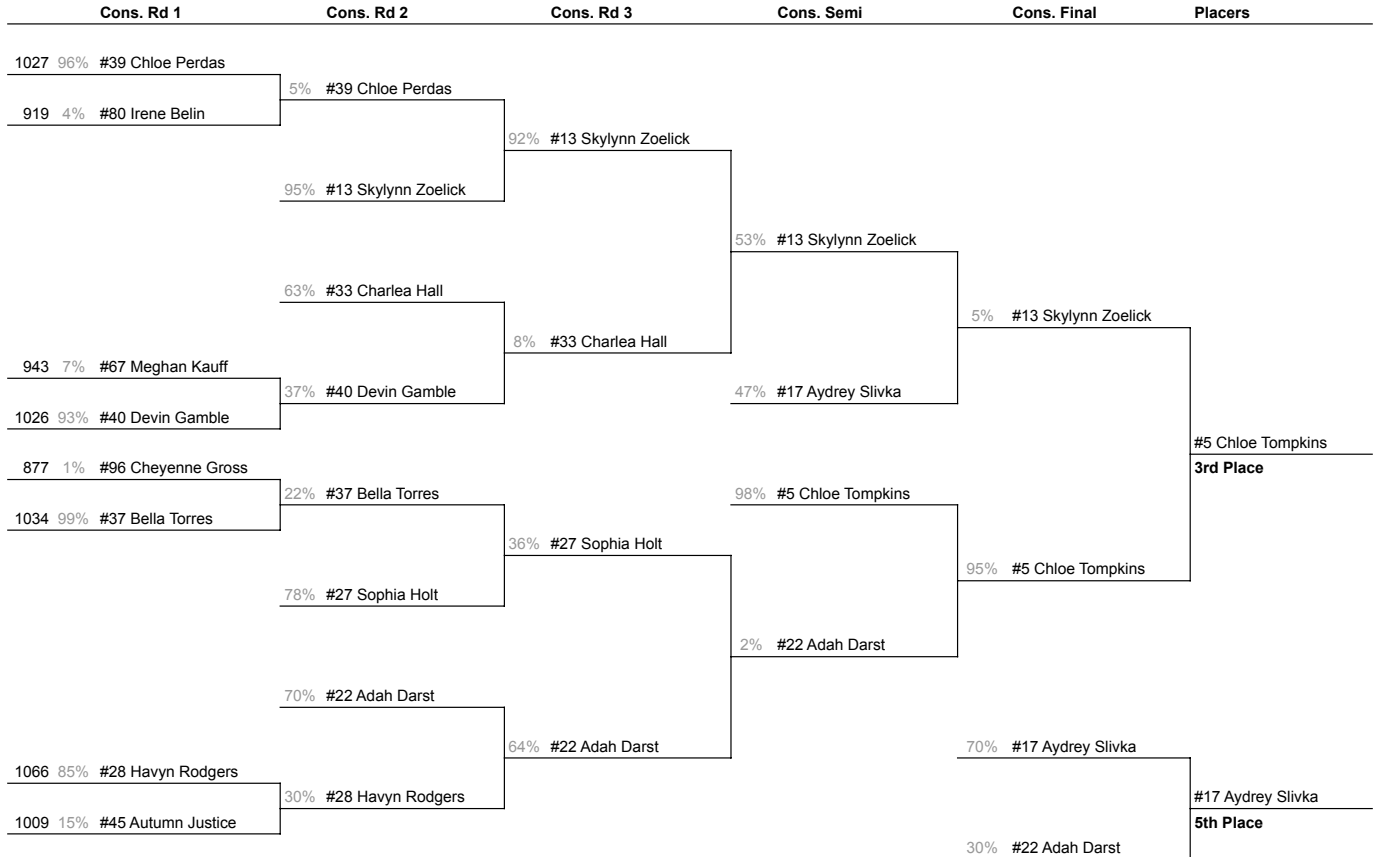 Cons. Rd 1 Cons. Rd 2 Cons. Rd 3 Cons. Semi Cons. Final Placers
1027 96% #39 Chloe Perdas
5% #39 Chloe Perdas
919 4% #80 Irene Belin
92% #13 Skylynn Zoelick
95% #13 Skylynn Zoelick
53% #13 Skylynn Zoelick
63% #33 Charlea Hall
5% #13 Skylynn Zoelick
8% #33 Charlea Hall
943 7% #67 Meghan Kauff
37% #40 Devin Gamble
47% #17 Aydrey Slivka
1026 93% #40 Devin Gamble
#5 Chloe Tompkins
877 1% #96 Cheyenne Gross
3rd Place
22% #37 Bella Torres
98% #5 Chloe Tompkins
1034 99% #37 Bella Torres
36% #27 Sophia Holt
95% #5 Chloe Tompkins
78% #27 Sophia Holt
2% #22 Adah Darst
70% #22 Adah Darst
64% #22 Adah Darst
70% #17 Aydrey Slivka
1066 85% #28 Havyn Rodgers
30% #28 Havyn Rodgers
#17 Aydrey Slivka
1009 15% #45 Autumn Justice
5th Place
30% #22 Adah Darst